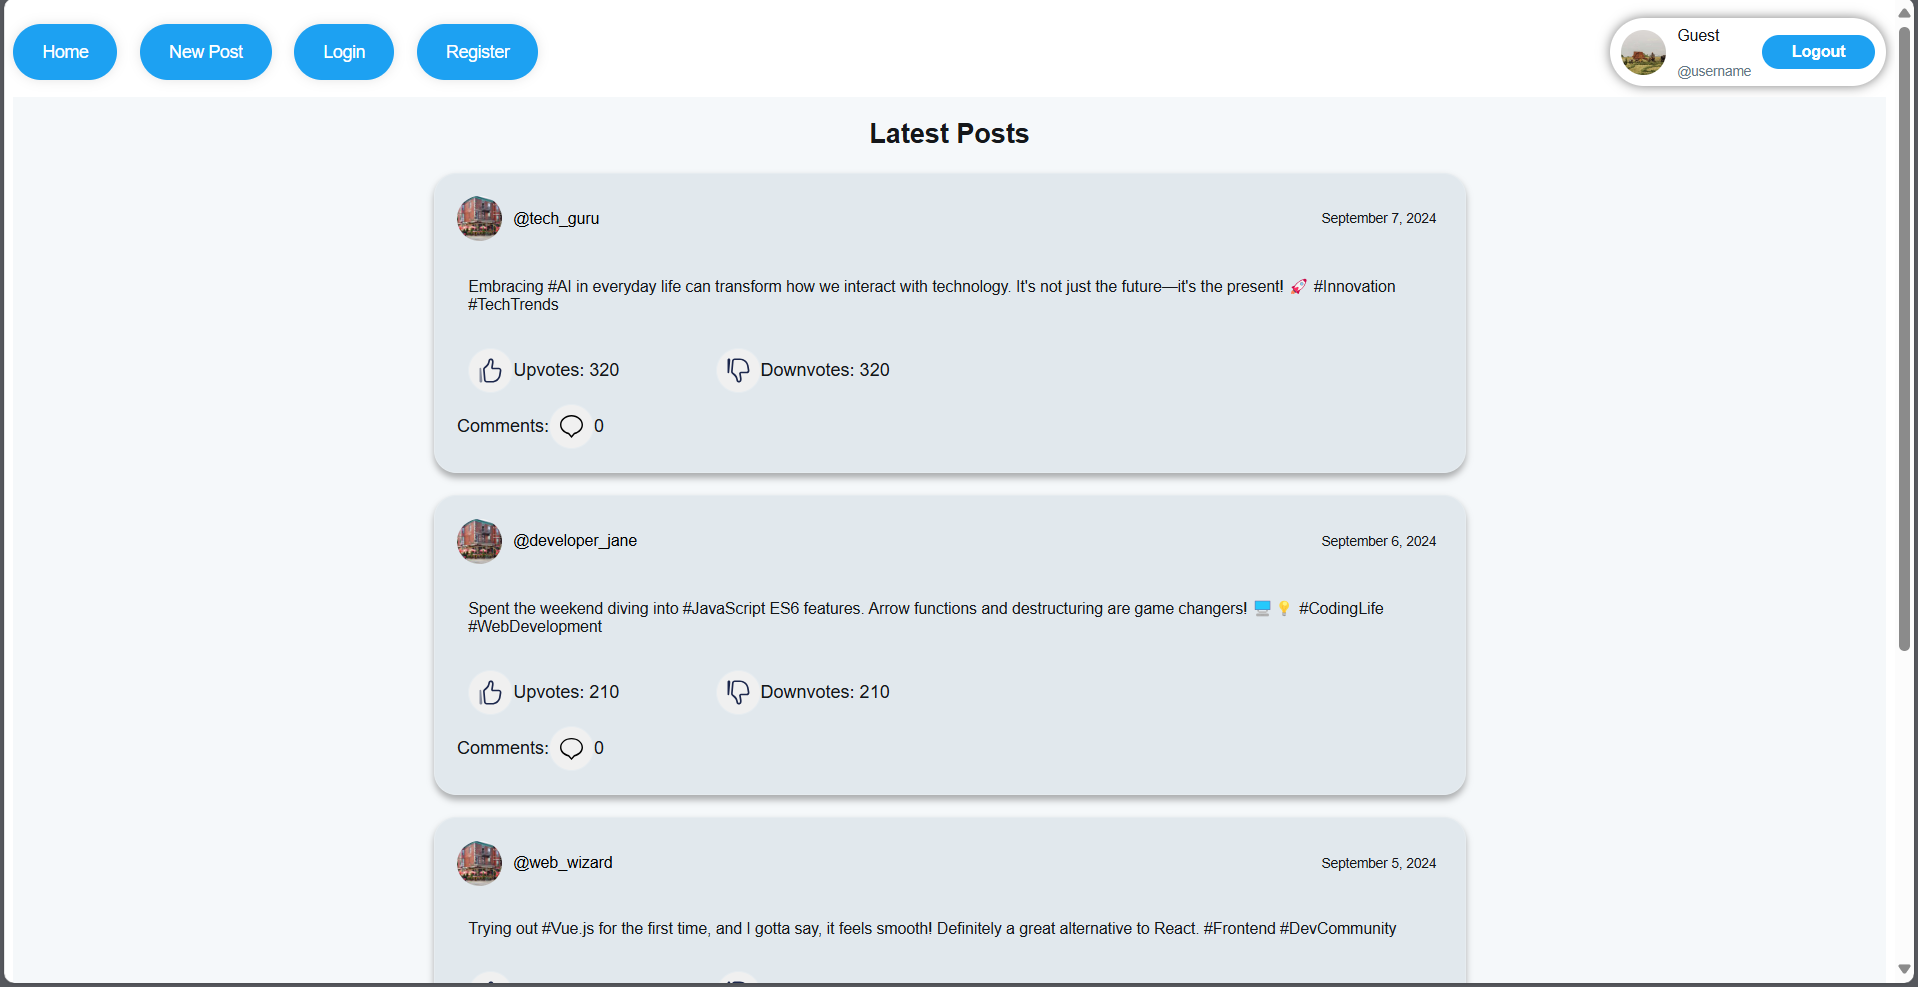 Home New Post Login Register Guest Logout
@username
Latest Posts
@tech_guru September 7, 2024
Embracing #AI in everyday life can transform how we interact with technology. It's not just the future—it's the present! 🚀 #Innovation
#TechTrends
Upvotes: 320 Downvotes: 320
Comments: 0
@developer_jane September 6, 2024
Spent the weekend diving into #JavaScript ES6 features. Arrow functions and destructuring are game changers! 🖥️💡 #CodingLife
#WebDevelopment
Upvotes: 210 Downvotes: 210
Comments: 0
@web_wizard September 5, 2024
Trying out #Vue.js for the first time, and I gotta say, it feels smooth! Definitely a great alternative to React. #Frontend #DevCommunity